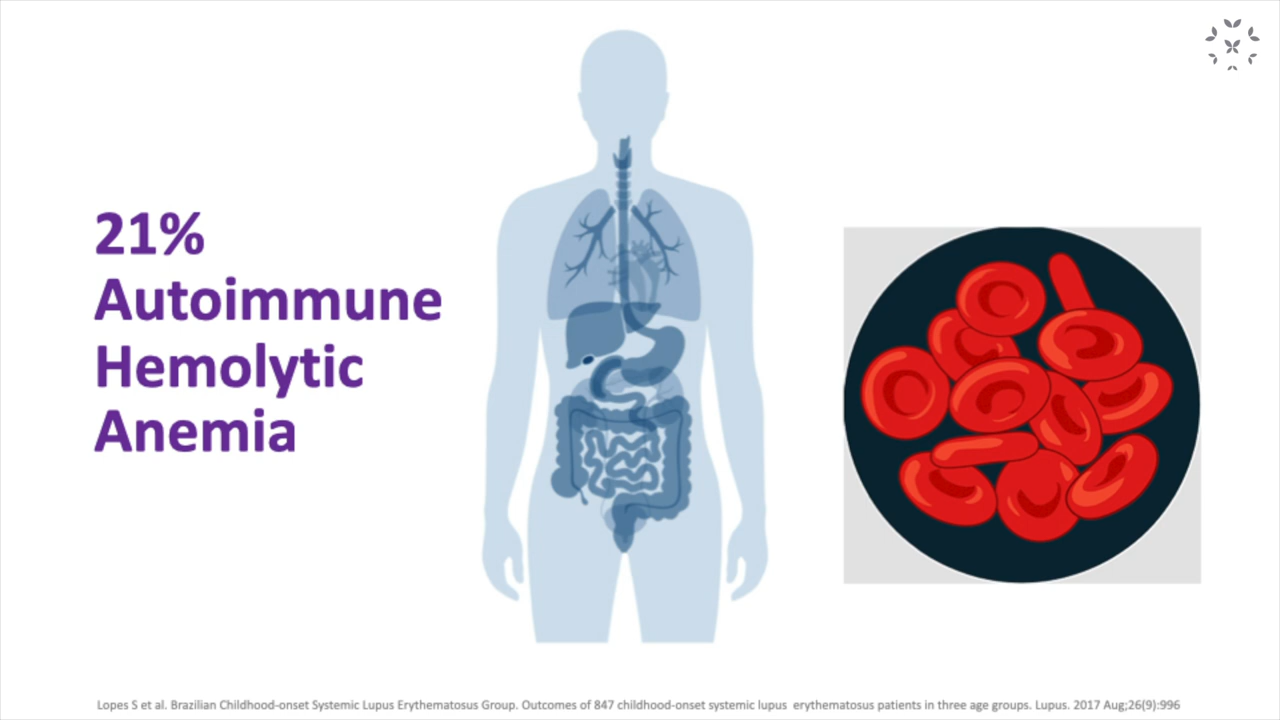 21%
Autoimmune
Hemolytic
Anemia
Lopes S et al. Brazilian Childhood-onset Systemic Lupus Erythematosus Group. Outcomes of 847 childhood-onset systemic lupus erythematosus patients in three age groups. Lupus. 2017 Aug;26(9):996